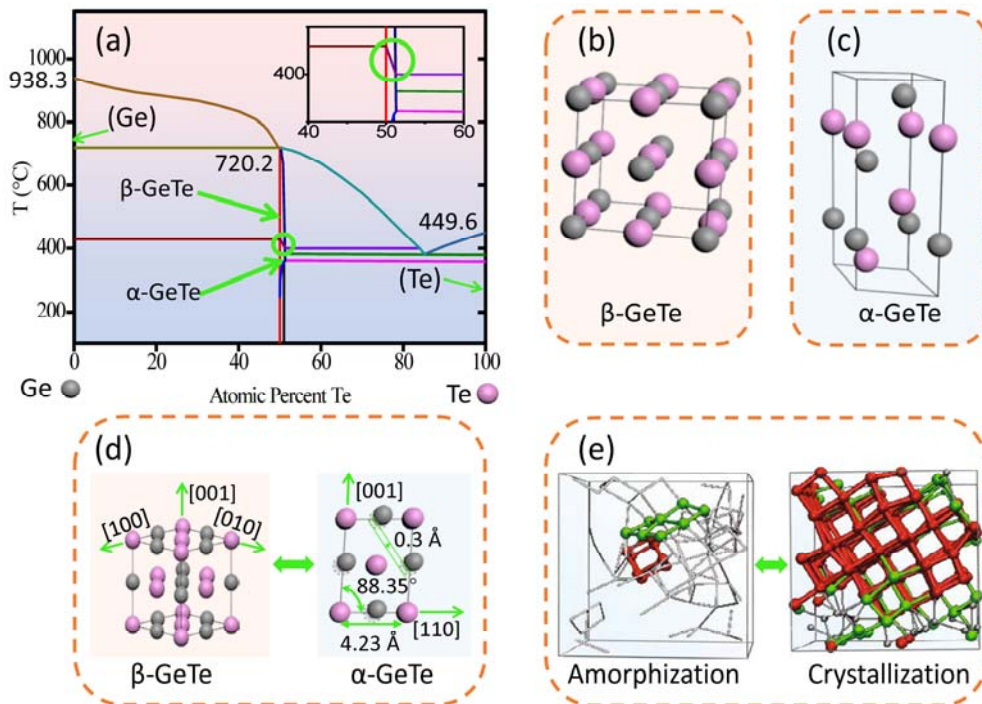 (a)
T (°C)
1000
938.3
800
600
400
200
(Ge)
720.2
β-GeTe
α-GeTe
449.6
(Te)
400
40 50 60
0 20 40 60 80 100
Atomic Percent Te
Ge
Te
(b)
β-GeTe
(c)
α-GeTe
(d)
[001]
[100]
[010]
β-GeTe
[001]
0.3 Å
88.35°
4.23 Å
[110]
α-GeTe
(e)
Amorphization
Crystallization